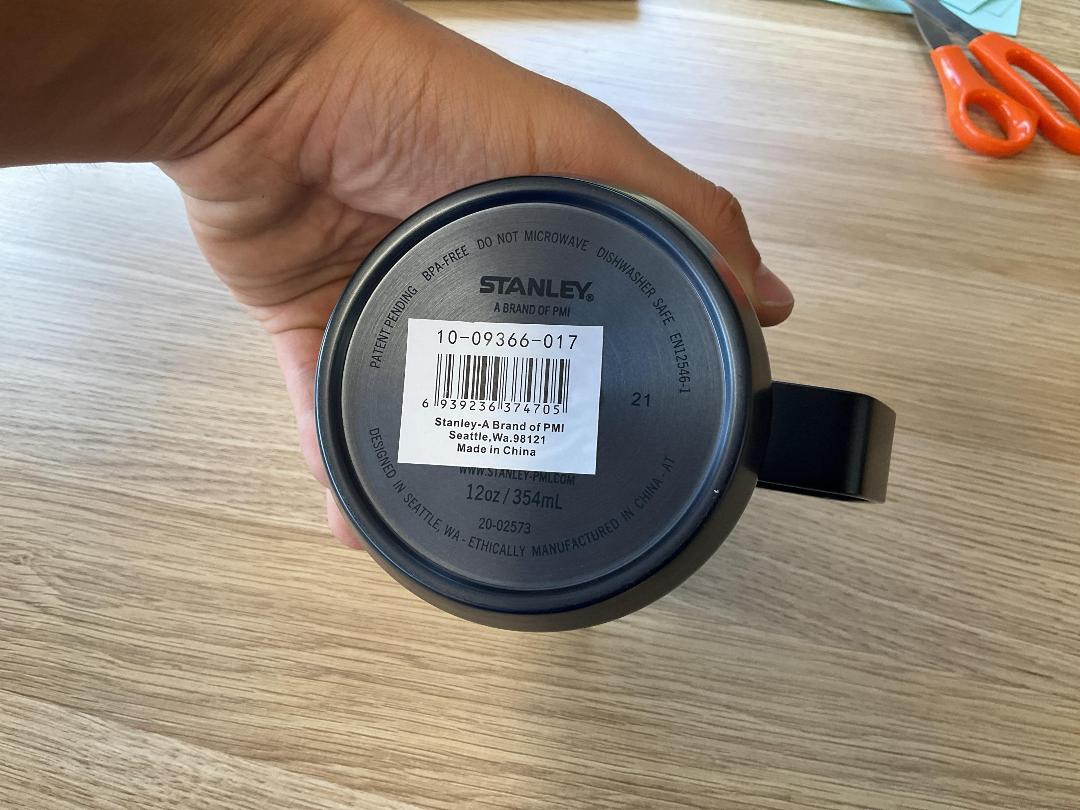 PATENT PENDING BPA-FREE DO NOT MICROWAVE DISHWASHER SAFE EN12546-1
STANLEY®
A BRAND OF PMI
10-09366-017
6 939236 374705
Stanley-A Brand of PMI
Seattle,Wa.98121
Made in China
21
WWW.STANLEY-PMI.COM
12oz / 354mL
20-02573
DESIGNED IN SEATTLE, WA - ETHICALLY MANUFACTURED IN CHINA - AT